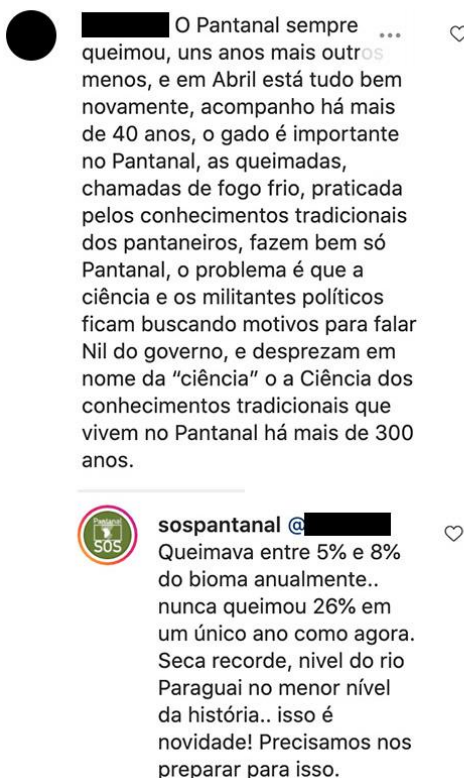 O Pantanal sempre
queimou, uns anos mais outros
menos, e em Abril está tudo bem
novamente, acompanho há mais
de 40 anos, o gado é importante
no Pantanal, as queimadas,
chamadas de fogo frio, praticada
pelos conhecimentos tradicionais
dos pantaneiros, fazem bem só
Pantanal, o problema é que a
ciência e os militantes políticos
ficam buscando motivos para falar
Nil do governo, e desprezam em
nome da “ciência” o a Ciência dos
conhecimentos tradicionais que
vivem no Pantanal há mais de 300
anos.
Pantanal
SOS
sospantanal @
Queimava entre 5% e 8%
do bioma anualmente..
nunca queimou 26% em
um único ano como agora.
Seca recorde, nivel do rio
Paraguai no menor nível
da história.. isso é
novidade! Precisamos nos
preparar para isso.